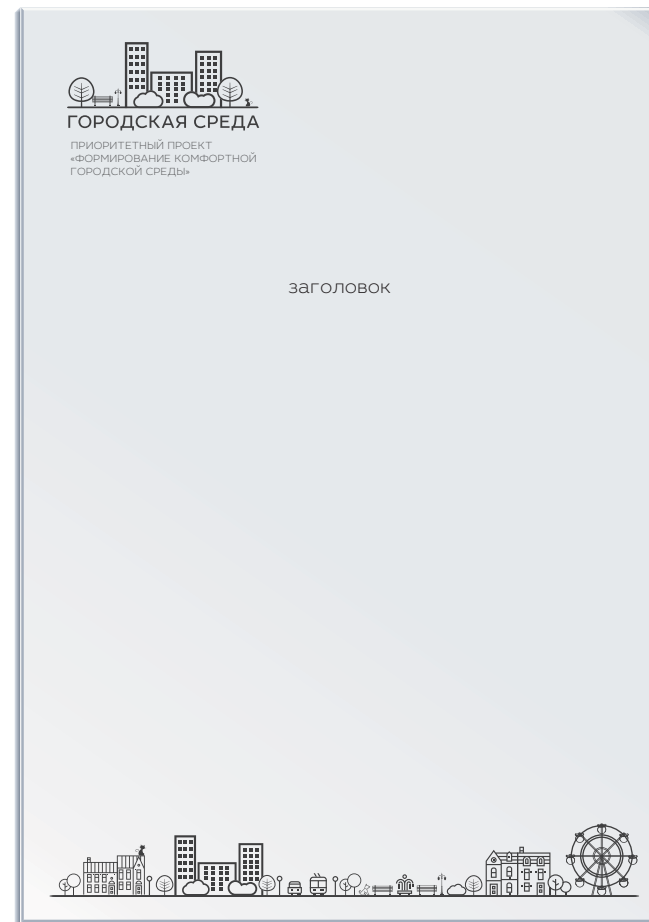 ГОРОДСКАЯ СРЕДА
ПРИОРИТЕТНЫЙ ПРОЕКТ
«ФОРМИРОВАНИЕ КОМФОРТНОЙ
ГОРОДСКОЙ СРЕДЫ»
заголовок